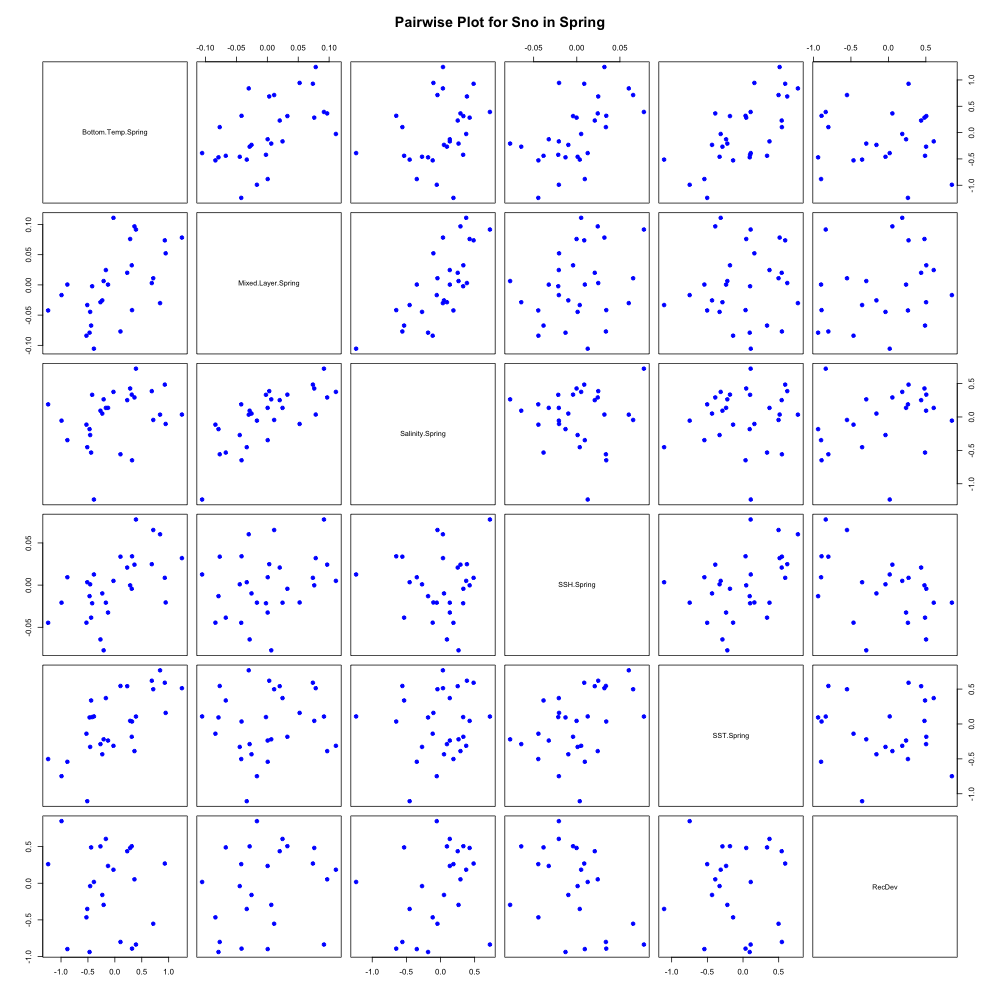 Pairwise Plot for Sno in Spring
-0.10 -0.05 0.00 0.05 0.10
-0.05 0.00 0.05
-1.0 -0.5 0.0 0.5
Bottom.Temp.Spring
-1.0 -0.5 0.0 0.5 1.0
-0.10 -0.05 0.00 0.05 0.10
Mixed.Layer.Spring
Salinity.Spring
-1.0 -0.5 0.0 0.5
-0.05 0.00 0.05
SSH.Spring
SST.Spring
-1.0 -0.5 0.0 0.5
-1.0 -0.5 0.0 0.5
RecDev
-1.0 -0.5 0.0 0.5 1.0
-1.0 -0.5 0.0 0.5
-1.0 -0.5 0.0 0.5